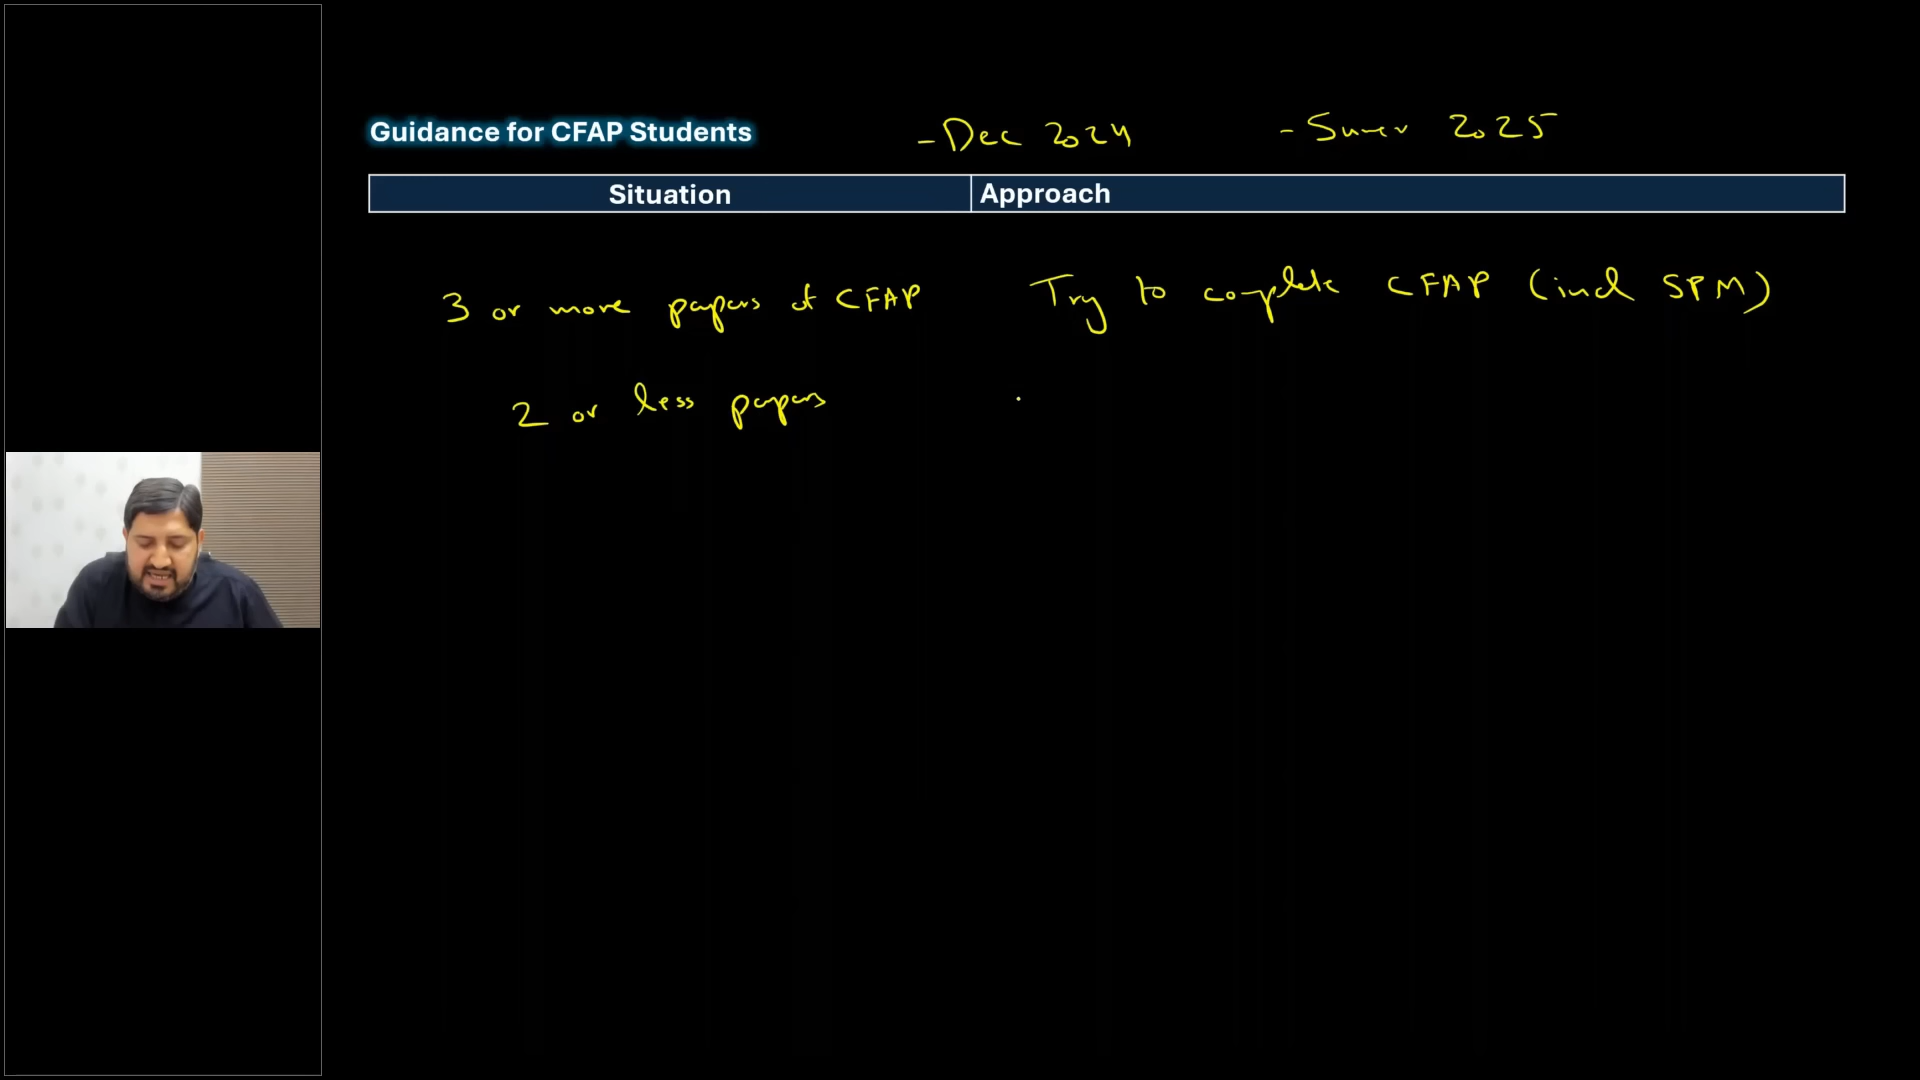 Guidance for CFAP Students - Dec 2024 - Summer 2025
Situation Approach
3 or more papers of CFAP Try to complete CFAP (incl SPM)
2 or less papers